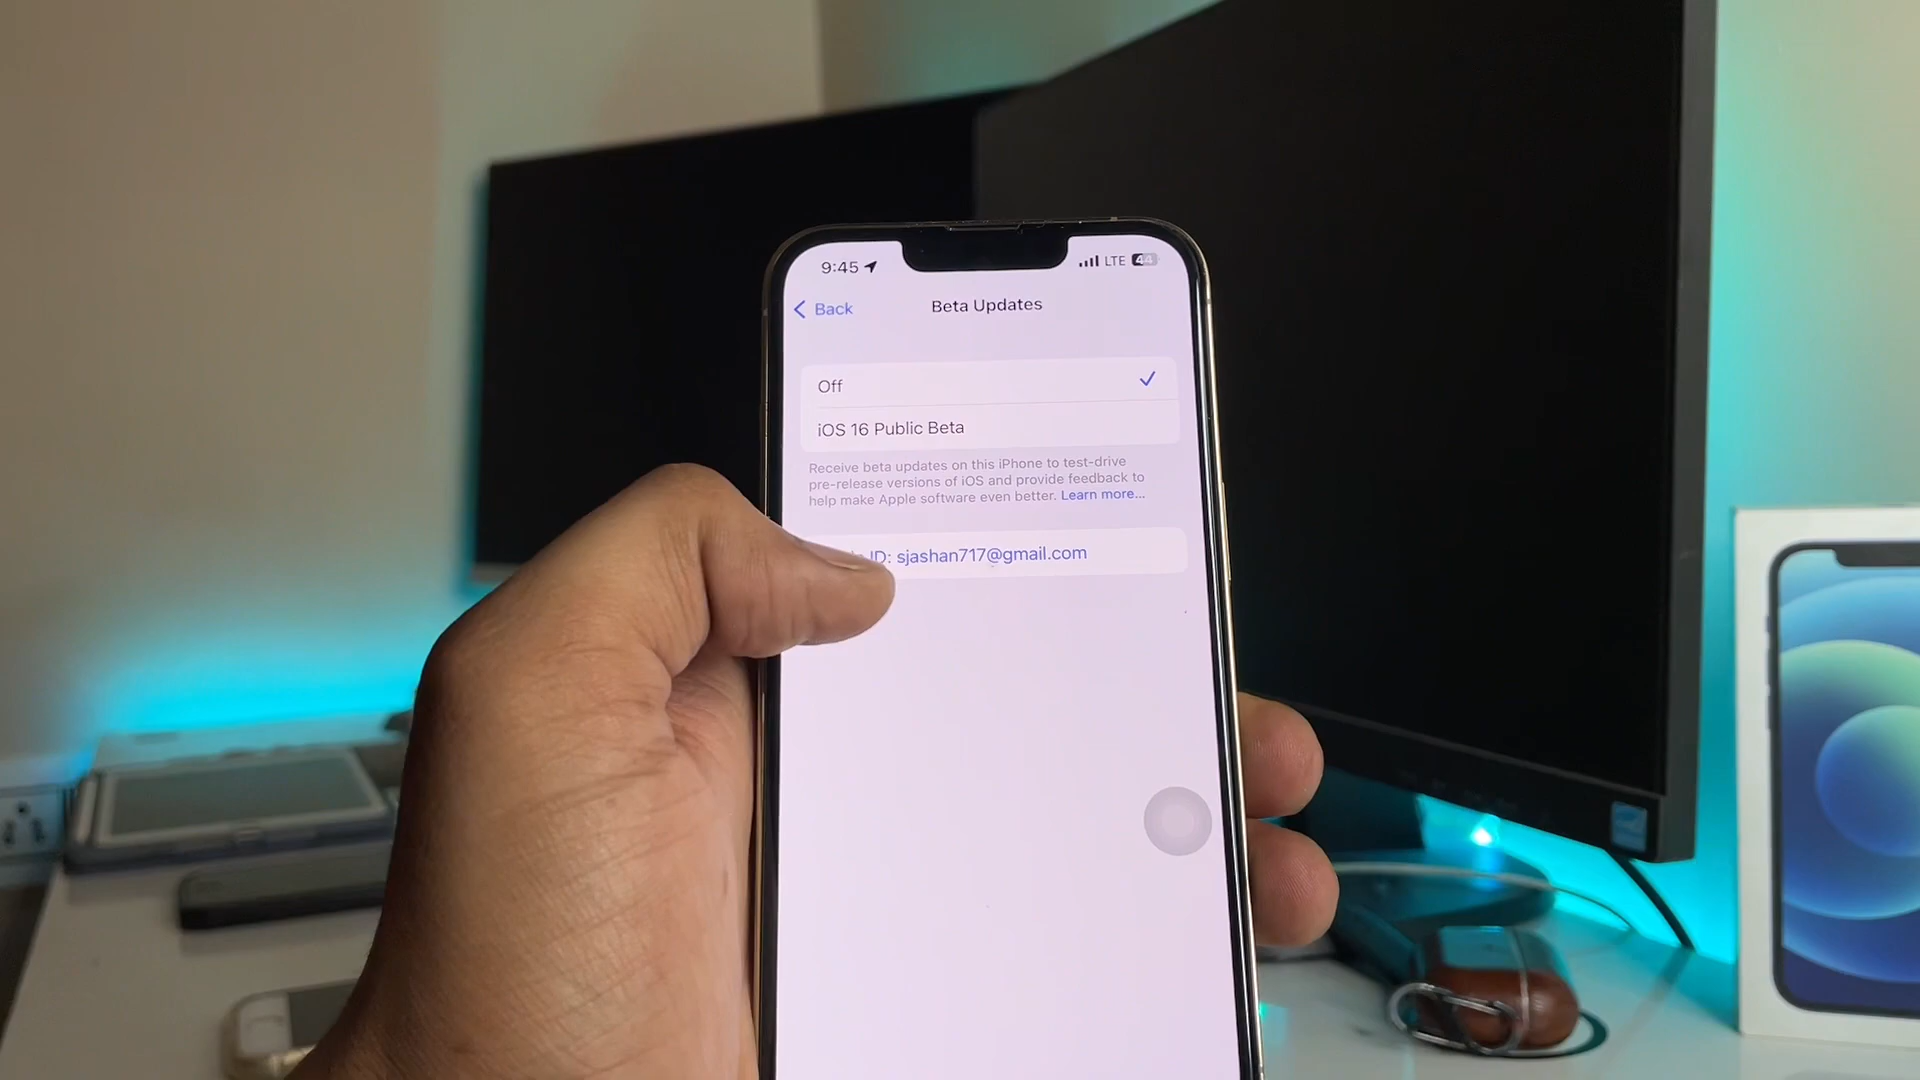 9:45
LTE 44
Back
Beta Updates
Off
iOS 16 Public Beta
Receive beta updates on this iPhone to test-drive
pre-release versions of iOS and provide feedback to
help make Apple software even better. Learn more...
ID: sjashan717@gmail.com